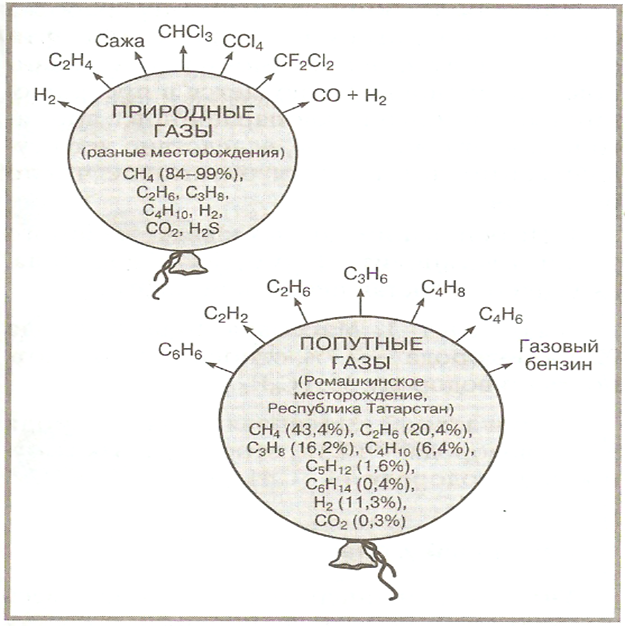 H₂
C₂H₄
Сажа
CHCl₃
CCl₄
CF₂Cl₂
CO + H₂
ПРИРОДНЫЕ
ГАЗЫ
(разные месторождения)
CH₄ (84–99%),
C₂H₆, C₃H₈,
C₄H₁₀, H₂,
CO₂, H₂S
C₆H₆
C₂H₂
C₂H₆
C₃H₆
C₄H₈
C₄H₆
Газовый
бензин
ПОПУТНЫЕ
ГАЗЫ
(Ромашкинское
месторождение,
Республика Татарстан)
CH₄ (43,4%), C₂H₆ (20,4%),
C₃H₈ (16,2%), C₄H₁₀ (6,4%),
C₅H₁₂ (1,6%),
C₆H₁₄ (0,4%),
H₂ (11,3%),
CO₂ (0,3%)